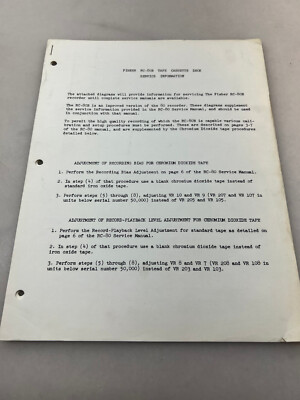 FISHER RC-80B TAPE CASSETTE DECK
SERVICE INFORMATION
The attached diagrams will provide information for servicing The Fisher RC-80B
recorder until complete service manuals are available.
The RC-80B is an improved version of the 80 recorder. These diagrams supplement
the service information provided in the RC-80 Service Manual, and should be used
in conjunction with that manual.
To permit the high quality recording of which the RC-80B is capable various cali-
brating and setup procedures must be performed. These are described on pages 3-7
of the RC-80 manual, and are supplemented by the Chromium Dioxide tape procedures
detailed below.
ADJUSTMENT OF RECORDING BIAS FOR CHROMIUM DIOXIDE TAPE
1. Perform the Recording Bias Adjustment on page 6 of the RC-80 Service Manual.
2. In step (4) of that procedure use a blank chromium dioxide tape instead of
standard iron oxide tape.
3. Perform steps (5) through (8), adjusting VR 10 and VR 9 (VR 207 and VR 107 in
units below serial number 50,000) instead of VR 205 and VR 105.
ADJUSTMENT OF RECORD-PLAYBACK LEVEL ADJUSTMENT FOR CHROMIUM DIOXIDE TAPE
1. Perform the Record-Playback Level Adjustment for standard tape as detailed on
page 6 of the RC-80 Service Manual.
2. In step (4) of that procedure use a blank chromium dioxide tape instead of
iron oxide tape.
3. Perform steps (5) through (8), adjusting VR 8 and VR 7 (VR 208 and VR 108 in
units below serial number 50,000) instead of VR 203 and VR 103.